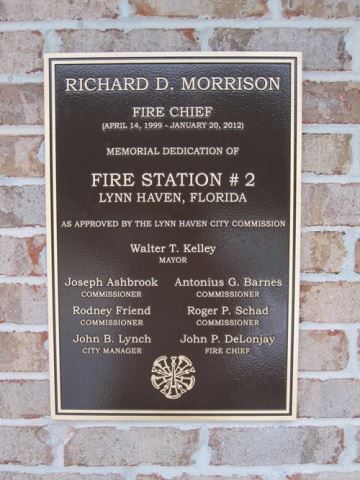 RICHARD D. MORRISON
FIRE CHIEF
(APRIL 14, 1999 - JANUARY 20, 2012)
MEMORIAL DEDICATION OF
FIRE STATION # 2
LYNN HAVEN, FLORIDA
AS APPROVED BY THE LYNN HAVEN CITY COMMISSION
Walter T. Kelley
MAYOR
Joseph Ashbrook Antonius G. Barnes
COMMISSIONER COMMISSIONER
Rodney Friend Roger P. Schad
COMMISSIONER COMMISSIONER
John B. Lynch John P. DeLonjay
CITY MANAGER FIRE CHIEF